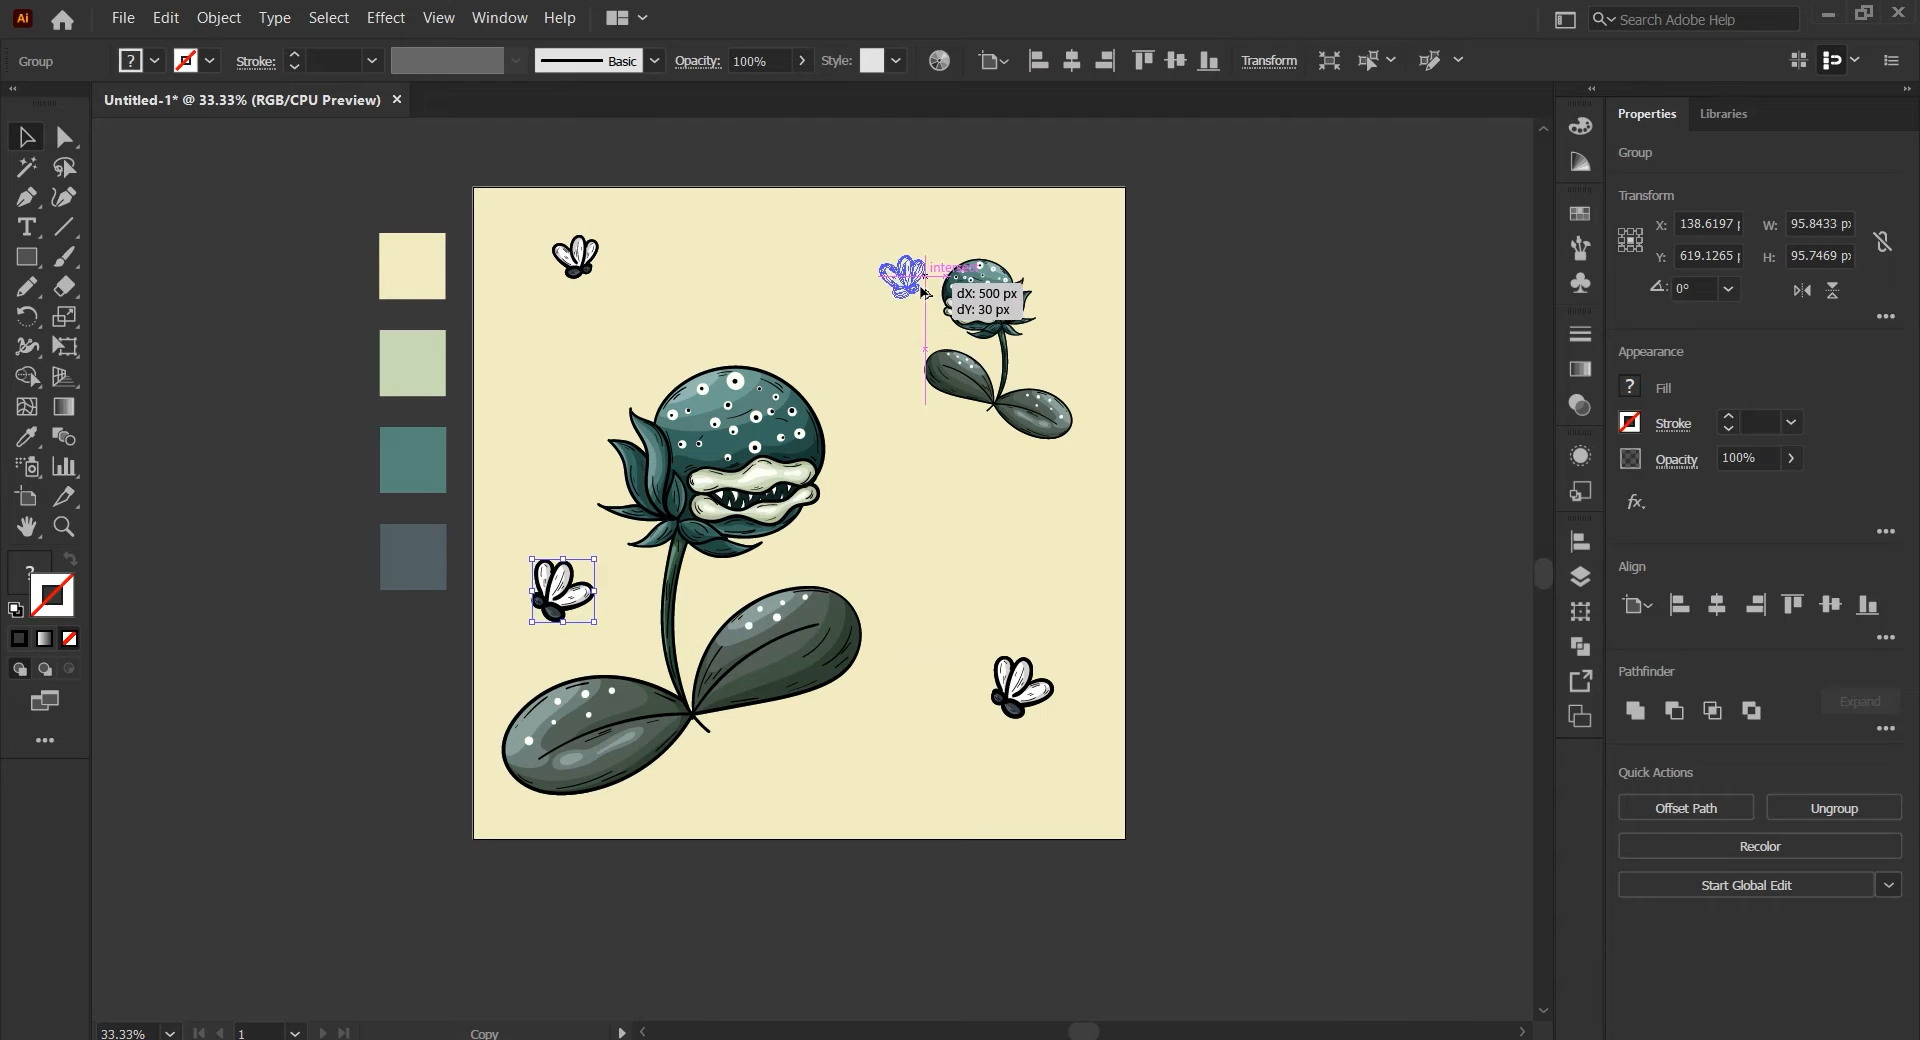 Ai File Edit Object Type Select Effect View Window Help Search Adobe Help
Group ? Stroke: Basic Opacity: 100% Style: Transform
Untitled-1* @ 33.33% (RGB/CPU Preview)
Properties Libraries
Group
Transform
X: 138.6197 p W: 95.8433 px
Y: 619.1265 p H: 95.7469 px
0°
Appearance
? Fill
Stroke
Opacity 100%
fx
Align
Pathfinder
Expand
Quick Actions
Offset Path Ungroup
Recolor
Start Global Edit
dX: 500 px
dY: 30 px
T
?
33.33% 1 Copy